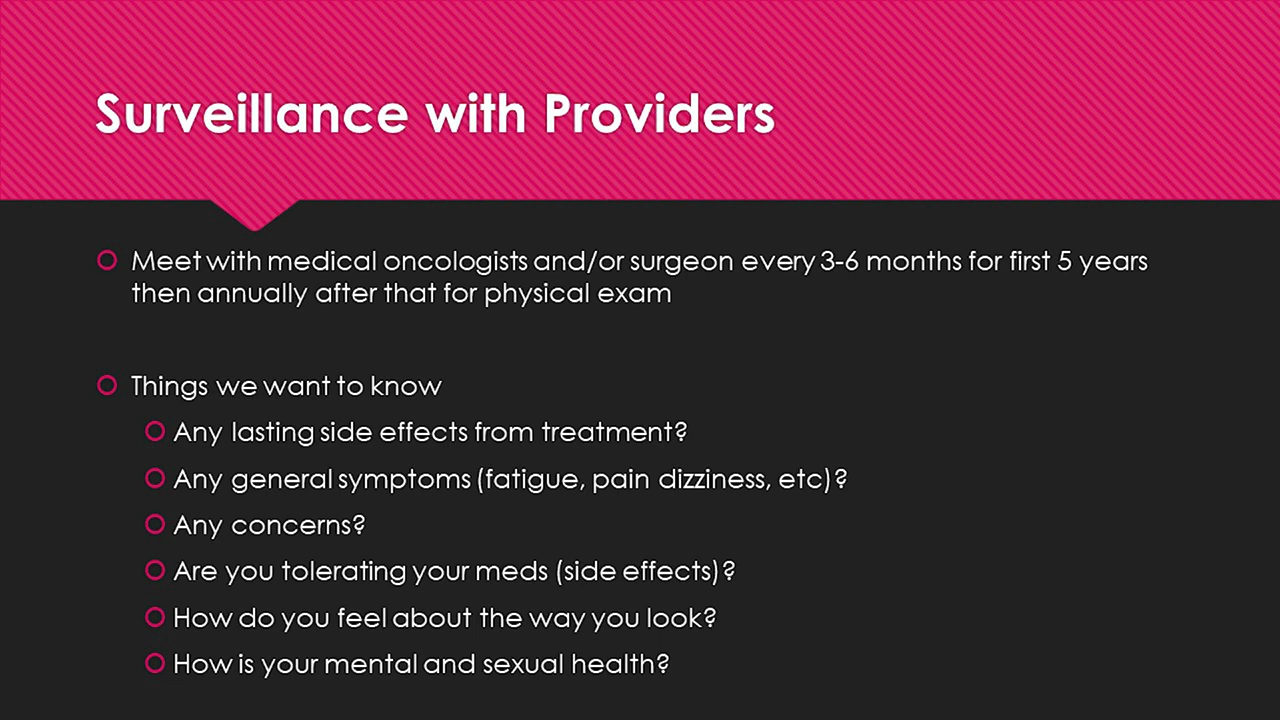 Surveillance with Providers
Meet with medical oncologists and/or surgeon every 3-6 months for first 5 years
then annually after that for physical exam
Things we want to know
Any lasting side effects from treatment?
Any general symptoms (fatigue, pain dizziness, etc)?
Any concerns?
Are you tolerating your meds (side effects)?
How do you feel about the way you look?
How is your mental and sexual health?